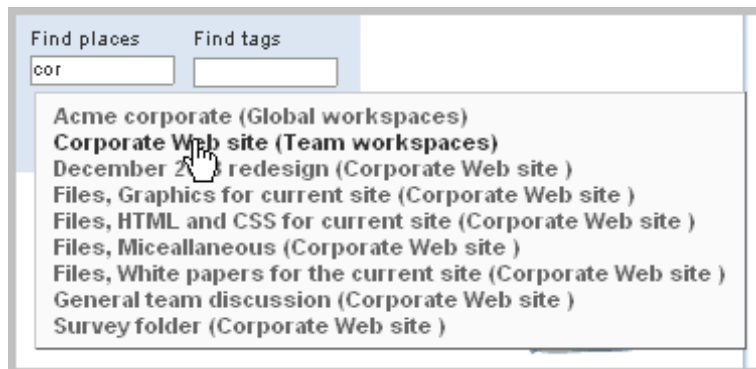 Find places Find tags
cor
Acme corporate (Global workspaces)
Corporate Web site (Team workspaces)
December redesign (Corporate Web site )
Files, Graphics for current site (Corporate Web site )
Files, HTML and CSS for current site (Corporate Web site )
Files, Miceallaneous (Corporate Web site )
Files, White papers for the current site (Corporate Web site )
General team discussion (Corporate Web site )
Survey folder (Corporate Web site )